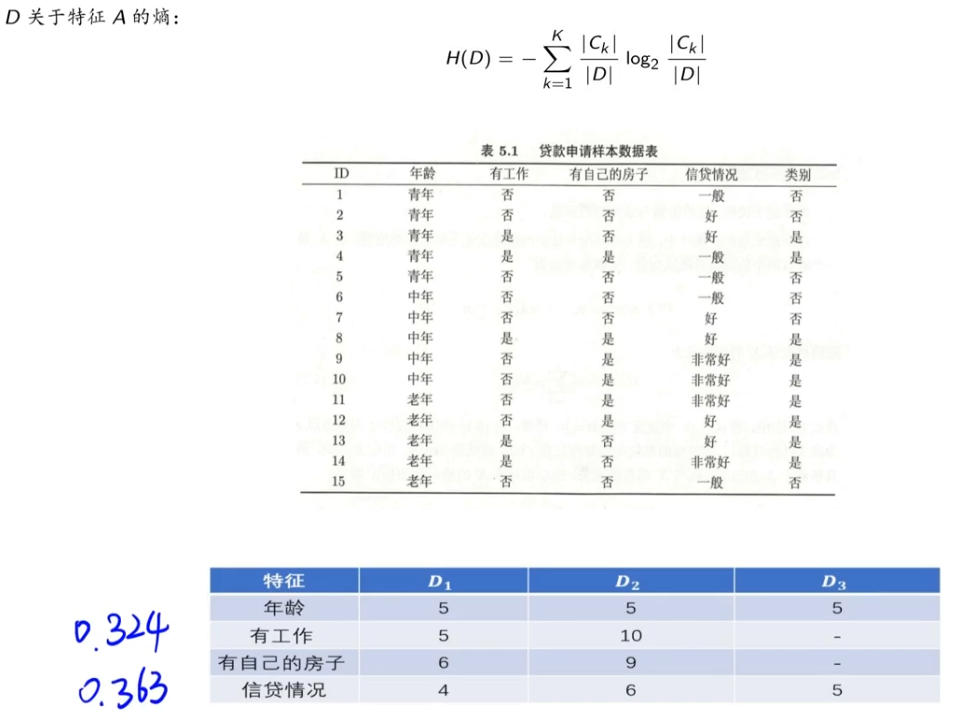 D 关于特征 A 的熵：
H(D) = − ∑_{k=1}^{K} |C_k|/|D| log₂ |C_k|/|D|
表 5.1 贷款申请样本数据表
ID 年龄 有工作 有自己的房子 信贷情况 类别
1 青年 否 否 一般 否
2 青年 否 否 好 否
3 青年 是 否 好 是
4 青年 是 是 一般 是
5 青年 否 否 一般 否
6 中年 否 否 一般 否
7 中年 否 否 好 否
8 中年 是 是 好 是
9 中年 否 是 非常好 是
10 中年 否 是 非常好 是
11 老年 否 是 非常好 是
12 老年 否 是 好 是
13 老年 是 否 好 是
14 老年 是 否 非常好 是
15 老年 否 否 一般 否
特征 D₁ D₂ D₃
年龄 5 5 5
0.324 有工作 5 10 -
有自己的房子 6 9 -
0.363 信贷情况 4 6 5